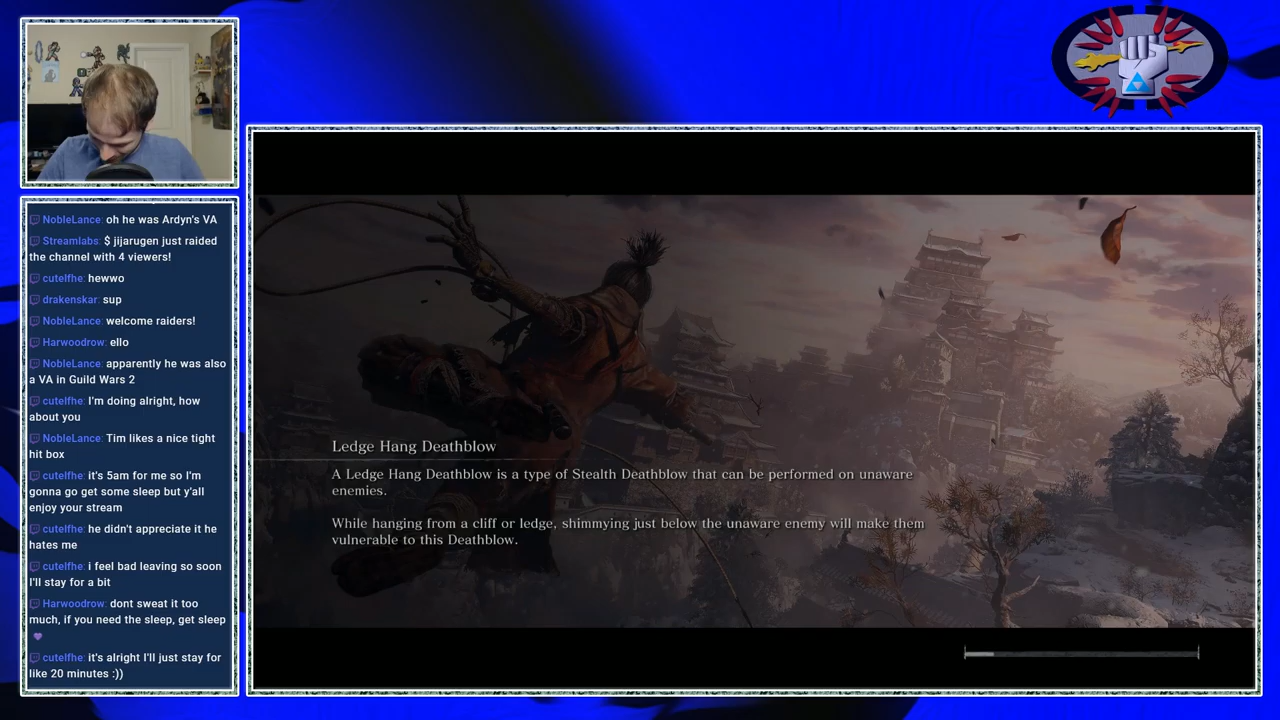 NobleLance: oh he was Ardyn's VA
Streamlabs: $ jijarugen just raided
the channel with 4 viewers!
cutelfhe: hewwo
drakenskar: sup
NobleLance: welcome raiders!
Harwoodrow: ello
NobleLance: apparently he was also
a VA in Guild Wars 2
cutelfhe: I'm doing alright, how
about you
NobleLance: Tim likes a nice tight
hit box
cutelfhe: it's 5am for me so I'm
gonna go get some sleep but y'all
enjoy your stream
cutelfhe: he didn't appreciate it he
hates me
cutelfhe: i feel bad leaving so soon
I'll stay for a bit
Harwoodrow: dont sweat it too
much, if you need the sleep, get sleep
cutelfhe: it's alright I'll just stay for
like 20 minutes :))
Ledge Hang Deathblow
A Ledge Hang Deathblow is a type of Stealth Deathblow that can be performed on unaware
enemies.
While hanging from a cliff or ledge, shimmying just below the unaware enemy will make them
vulnerable to this Deathblow.